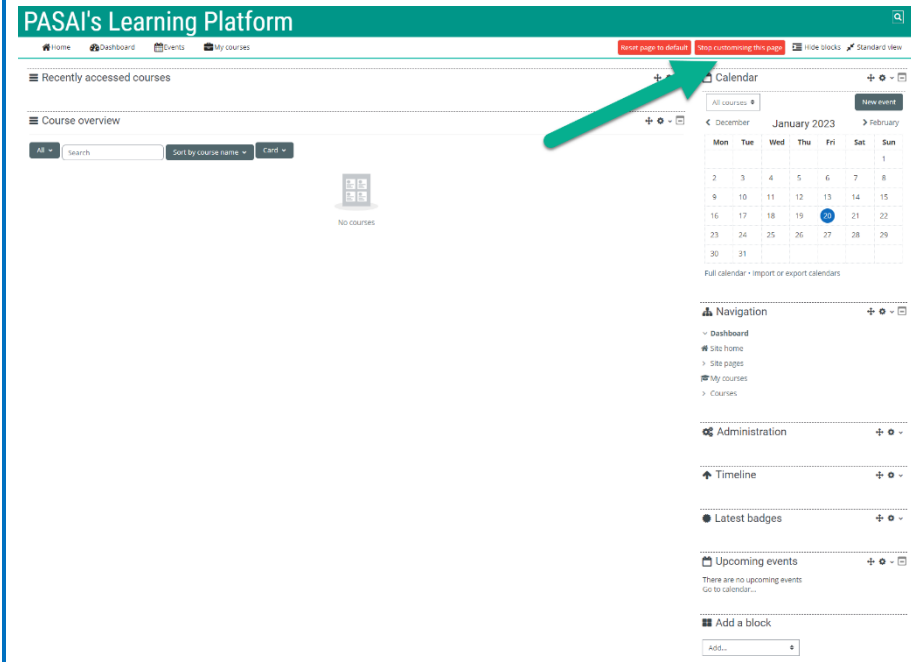 PASAI's Learning Platform
Home Dashboard Events My courses Reset page to default Stop customising this page Hide blocks Standard view
Recently accessed courses
Course overview
All Search Sort by course name Card
No courses
Calendar
All courses New event
December January 2023 February
Mon Tue Wed Thu Fri Sat Sun
1
2 3 4 5 6 7 8
9 10 11 12 13 14 15
16 17 18 19 20 21 22
23 24 25 26 27 28 29
30 31
Full calendar • Import or export calendars
Navigation
Dashboard
Site home
Site pages
My courses
Courses
Administration
Timeline
Latest badges
Upcoming events
There are no upcoming events
Go to calendar...
Add a block
Add...